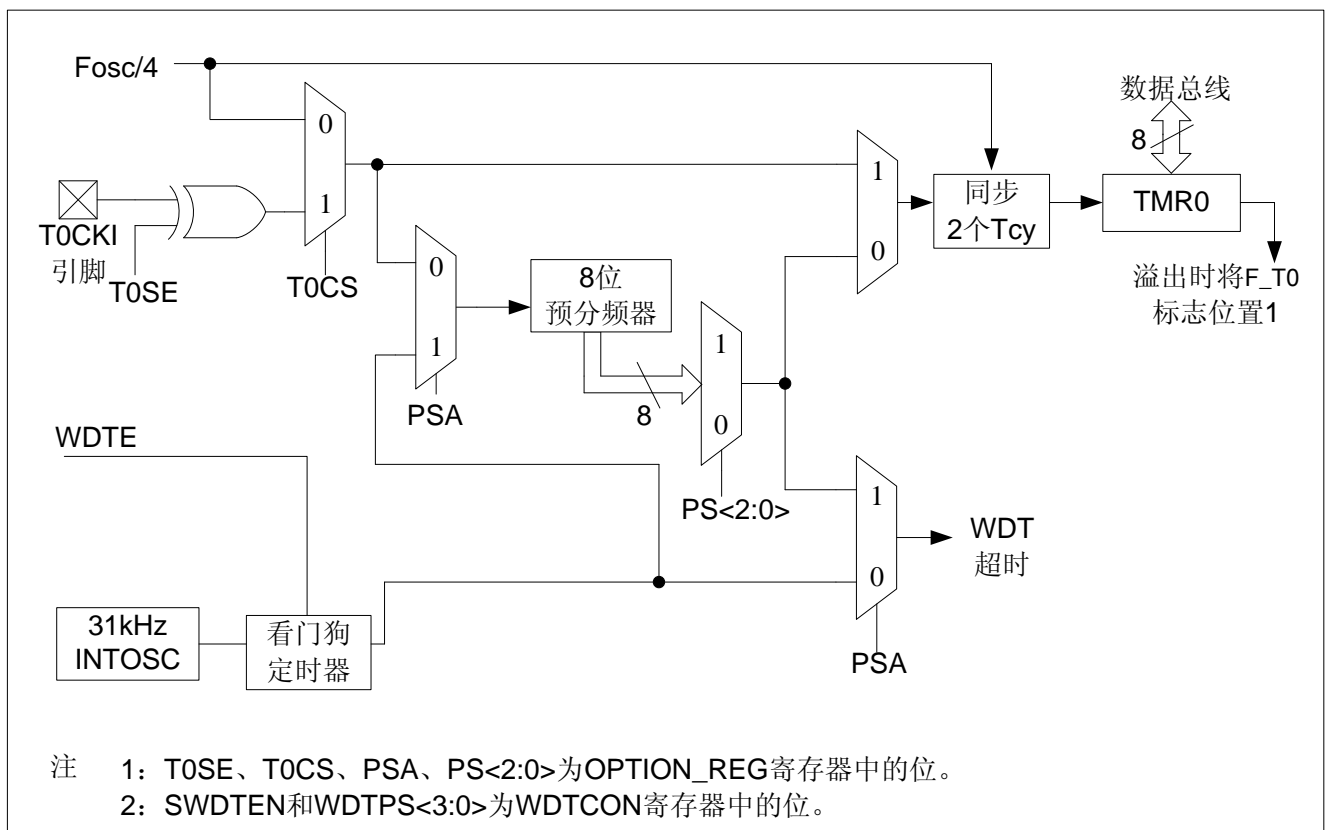 Fosc/4
数据总线
8
0
1
T0CKI
引脚
T0SE
T0CS
1
0
同步
2个Tcy
TMR0
溢出时将F_T0
标志位置1
0
1
PSA
8位
预分频器
8
1
0
PS<2:0>
WDTE
1
0
WDT
超时
PSA
31kHz
INTOSC
看门狗
定时器
注 1：T0SE、T0CS、PSA、PS<2:0>为OPTION_REG寄存器中的位。
2：SWDTEN和WDTPS<3:0>为WDTCON寄存器中的位。